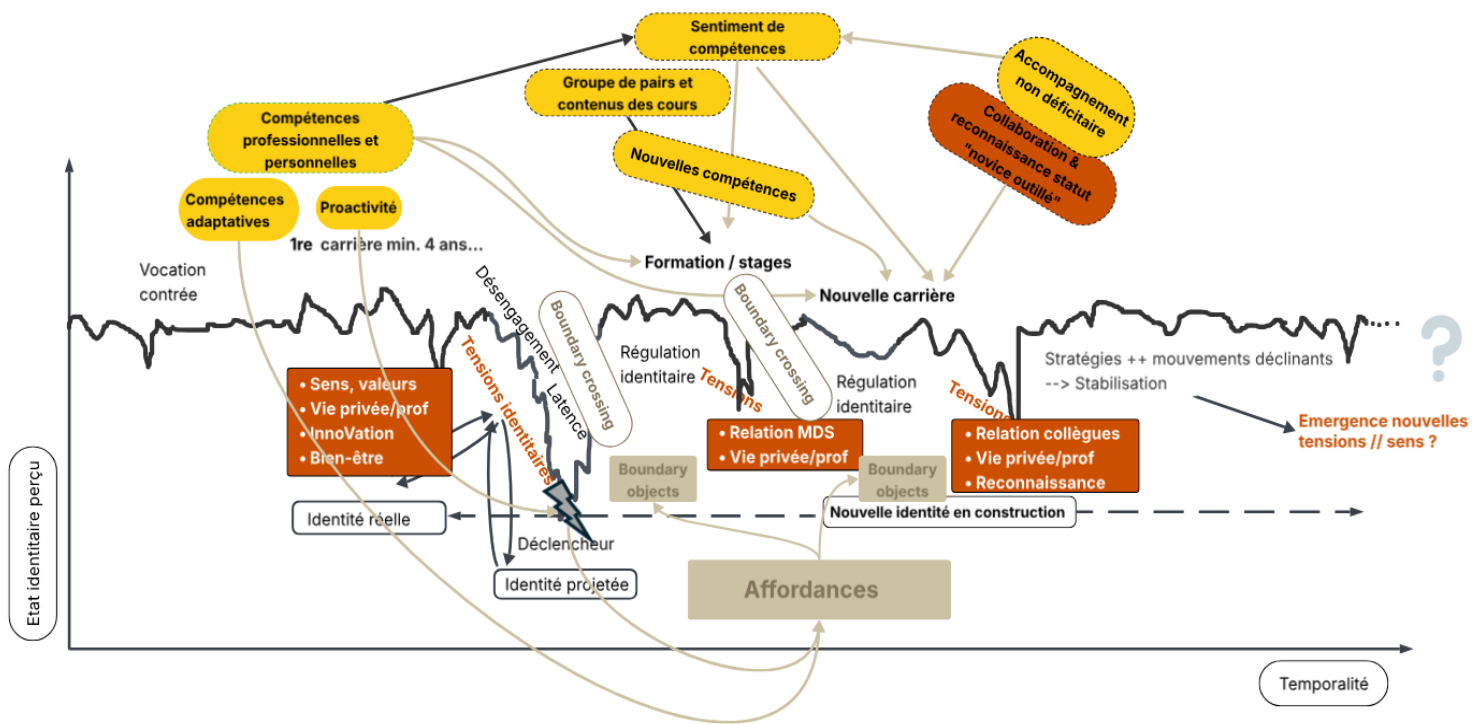 Sentiment de
compétences
Groupe de pairs et
contenus des cours
Accompagnement
non déficitaire
Collaboration &
reconnaissance statut
"novice outillé"
Compétences
professionnelles et
personnelles
Nouvelles compétences
Compétences
adaptatives
Proactivité
1re carrière min. 4 ans...
Vocation
contrée
Formation / stages
Nouvelle carrière
Désengagement
Latence
Tensions identitaires
Boundary crossing
Régulation
identitaire
Tensions
Boundary crossing
Régulation
identitaire
Tensions
Stratégies ++ mouvements déclinants
--> Stabilisation
?
Emergence nouvelles
tensions // sens ?
• Sens, valeurs
• Vie privée/prof
• InnoVation
• Bien-être
• Relation MDS
• Vie privée/prof
• Relation collègues
• Vie privée/prof
• Reconnaissance
Boundary
objects
Boundary
objects
Identité réelle
Nouvelle identité en construction
Déclencheur
Identité projetée
Affordances
Etat identitaire perçu
Temporalité